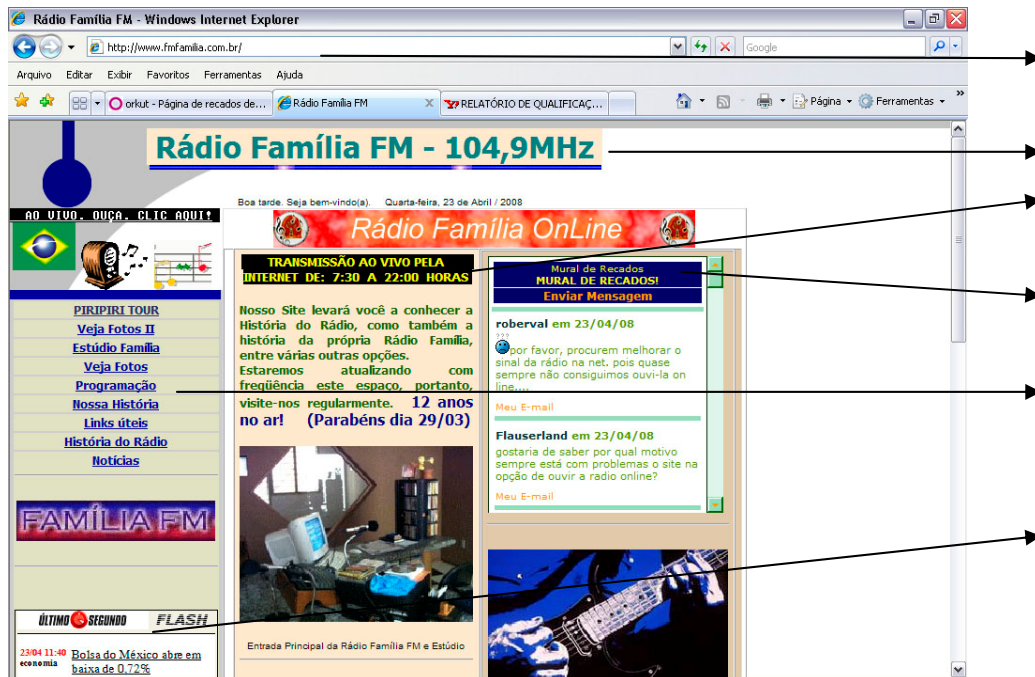 Rádio Família FM - Windows Internet Explorer
http://www.fmfamilia.com.br/
Google
Arquivo Editar Exibir Favoritos Ferramentas Ajuda
orkut - Página de recados de... Rádio Família FM RELATÓRIO DE QUALIFICAÇ... Página Ferramentas
Rádio Família FM - 104,9MHz
Boa tarde. Seja bem-vindo(a). Quarta-feira, 23 de Abril / 2008
AO VIVO. OUÇA. CLIC AQUI!
PIRIPIRI TOUR
Veja Fotos II
Estúdio Família
Veja Fotos
Programação
Nossa História
Links úteis
História do Rádio
Notícias
FAMÍLIA FM
ÚLTIMO SEGUNDO FLASH
23/04 11:40
economia
Bolsa do México abre em
baixa de 0,72%
Rádio Família OnLine
TRANSMISSÃO AO VIVO PELA
INTERNET DE: 7:30 A 22:00 HORAS
Nosso Site levará você a conhecer a
História do Rádio, como também a
história da própria Rádio Família,
entre várias outras opções.
Estaremos atualizando com
freqüência este espaço, portanto,
visite-nos regularmente. 12 anos
no ar! (Parabéns dia 29/03)
Entrada Principal da Rádio Família FM e Estúdio
Mural de Recados
MURAL DE RECADOS!
Enviar Mensagem
roberval em 23/04/08
???
por favor, procurem melhorar o
sinal da rádio na net. pois quase
sempre não consiguimos ouvi-la on
line....
Meu E-mail
Flauserland em 23/04/08
gostaria de saber por qual motivo
sempre está com problemas o site na
opção de ouvir a radio online?
Meu E-mail